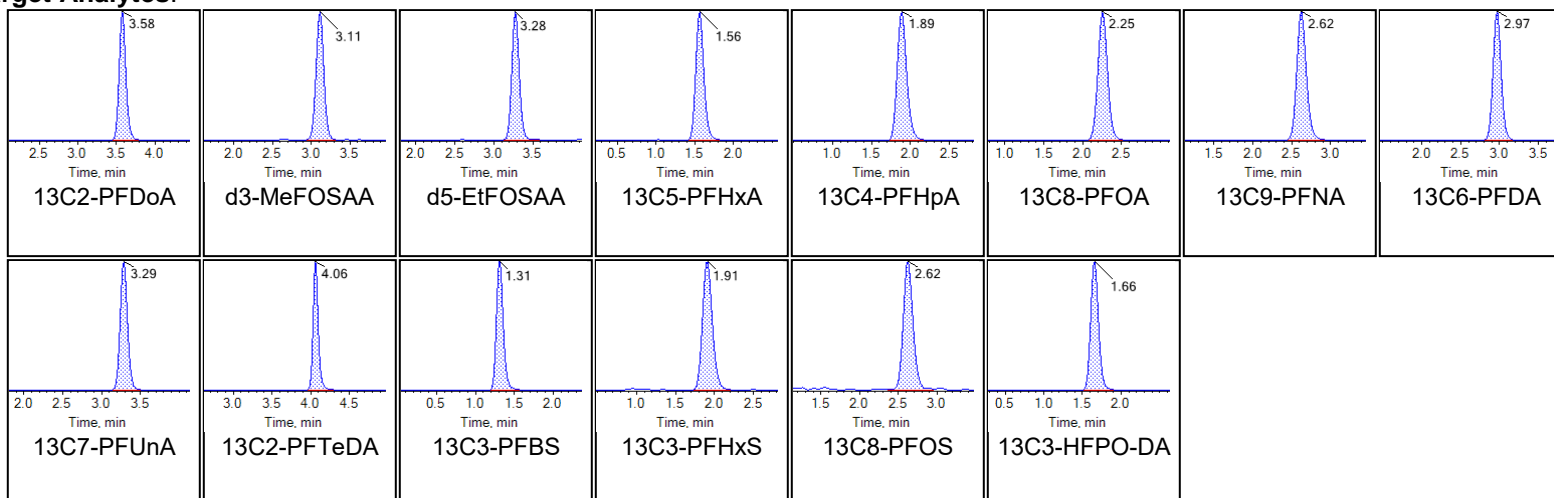 rget Analytes:
3.58
3.11
3.28
1.56
1.89
2.25
2.62
2.97
2.5 3.0 3.5 4.0
2.0 2.5 3.0 3.5
2.0 2.5 3.0 3.5
0.5 1.0 1.5 2.0
1.0 1.5 2.0 2.5
1.0 1.5 2.0 2.5
1.5 2.0 2.5 3.0
2.0 2.5 3.0 3.5
Time, min
Time, min
Time, min
Time, min
Time, min
Time, min
Time, min
Time, min
13C2-PFDoA
d3-MeFOSAA
d5-EtFOSAA
13C5-PFHxA
13C4-PFHpA
13C8-PFOA
13C9-PFNA
13C6-PFDA
3.29
4.06
1.31
1.91
2.62
1.66
2.0 2.5 3.0 3.5
3.0 3.5 4.0 4.5
0.5 1.0 1.5 2.0
1.0 1.5 2.0 2.5
1.5 2.0 2.5 3.0
0.5 1.0 1.5 2.0
Time, min
Time, min
Time, min
Time, min
Time, min
Time, min
13C7-PFUnA
13C2-PFTeDA
13C3-PFBS
13C3-PFHxS
13C8-PFOS
13C3-HFPO-DA